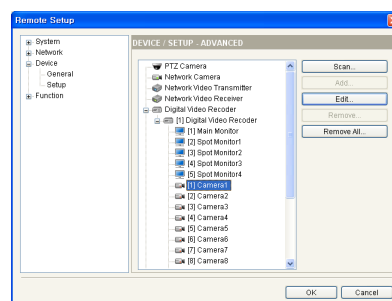 Remote Setup
System
Network
Device
General
Setup
Function
DEVICE / SETUP - ADVANCED
PTZ Camera
Network Camera
Network Video Transmitter
Network Video Receiver
Digital Video Recoder
[1] Digital Video Recoder
[1] Main Monitor
[2] Spot Monitor1
[3] Spot Monitor2
[4] Spot Monitor3
[5] Spot Monitor4
[1] Camera1
[2] Camera2
[3] Camera3
[4] Camera4
[5] Camera5
[6] Camera6
[7] Camera7
[8] Camera8
Scan...
Add...
Edit...
Remove...
Remove All...
OK
Cancel